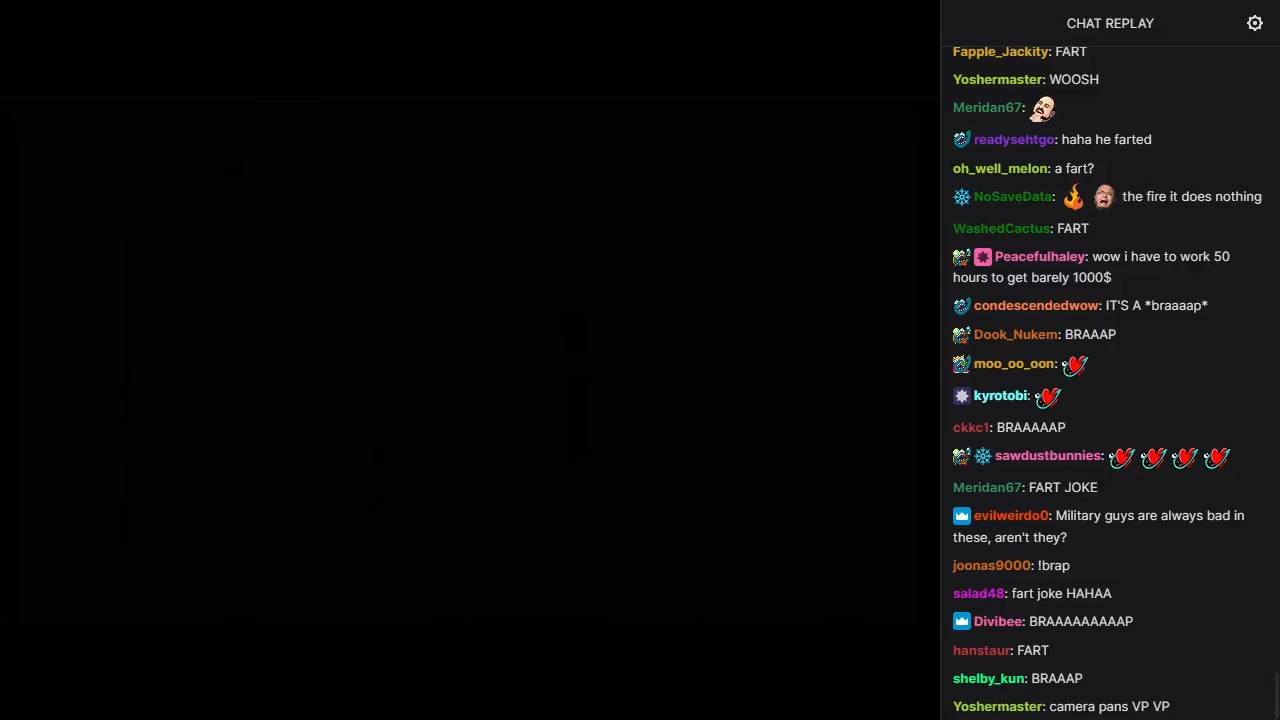 CHAT REPLAY
Fapple_Jackity: FART
Yoshermaster: WOOSH
Meridan67:
readysehtgo: haha he farted
oh_well_melon: a fart?
NoSaveData: the fire it does nothing
WashedCactus: FART
Peacefulhaley: wow i have to work 50
hours to get barely 1000$
condescendedwow: IT'S A *braaaap*
Dook_Nukem: BRAAAP
moo_oo_oon:
kyrotobi:
ckkc1: BRAAAAAP
sawdustbunnies:
Meridan67: FART JOKE
evilweirdo0: Military guys are always bad in
these, aren't they?
joonas9000: !brap
salad48: fart joke HAHAA
Divibee: BRAAAAAAAAAP
hanstaur: FART
shelby_kun: BRAAAP
Yoshermaster: camera pans VP VP